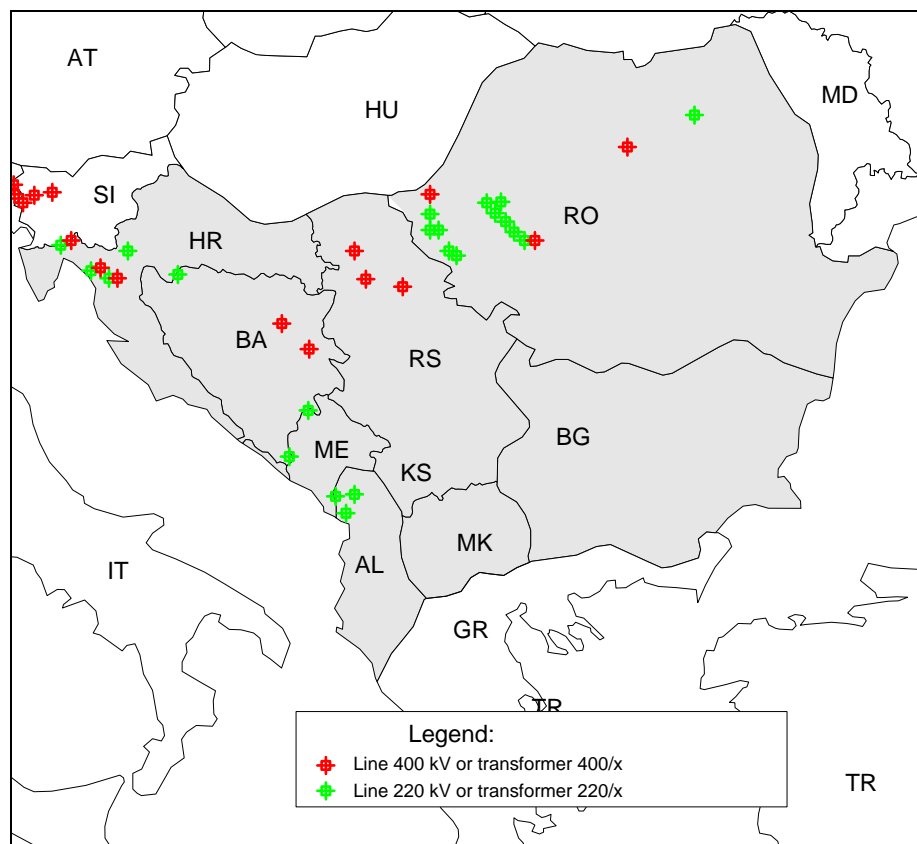 AT
MD
HU
SI
RO
HR
BA
RS
BG
ME
KS
MK
AL
IT
GR
TR
Legend:
Line 400 kV or transformer 400/x
Line 220 kV or transformer 220/x
TR